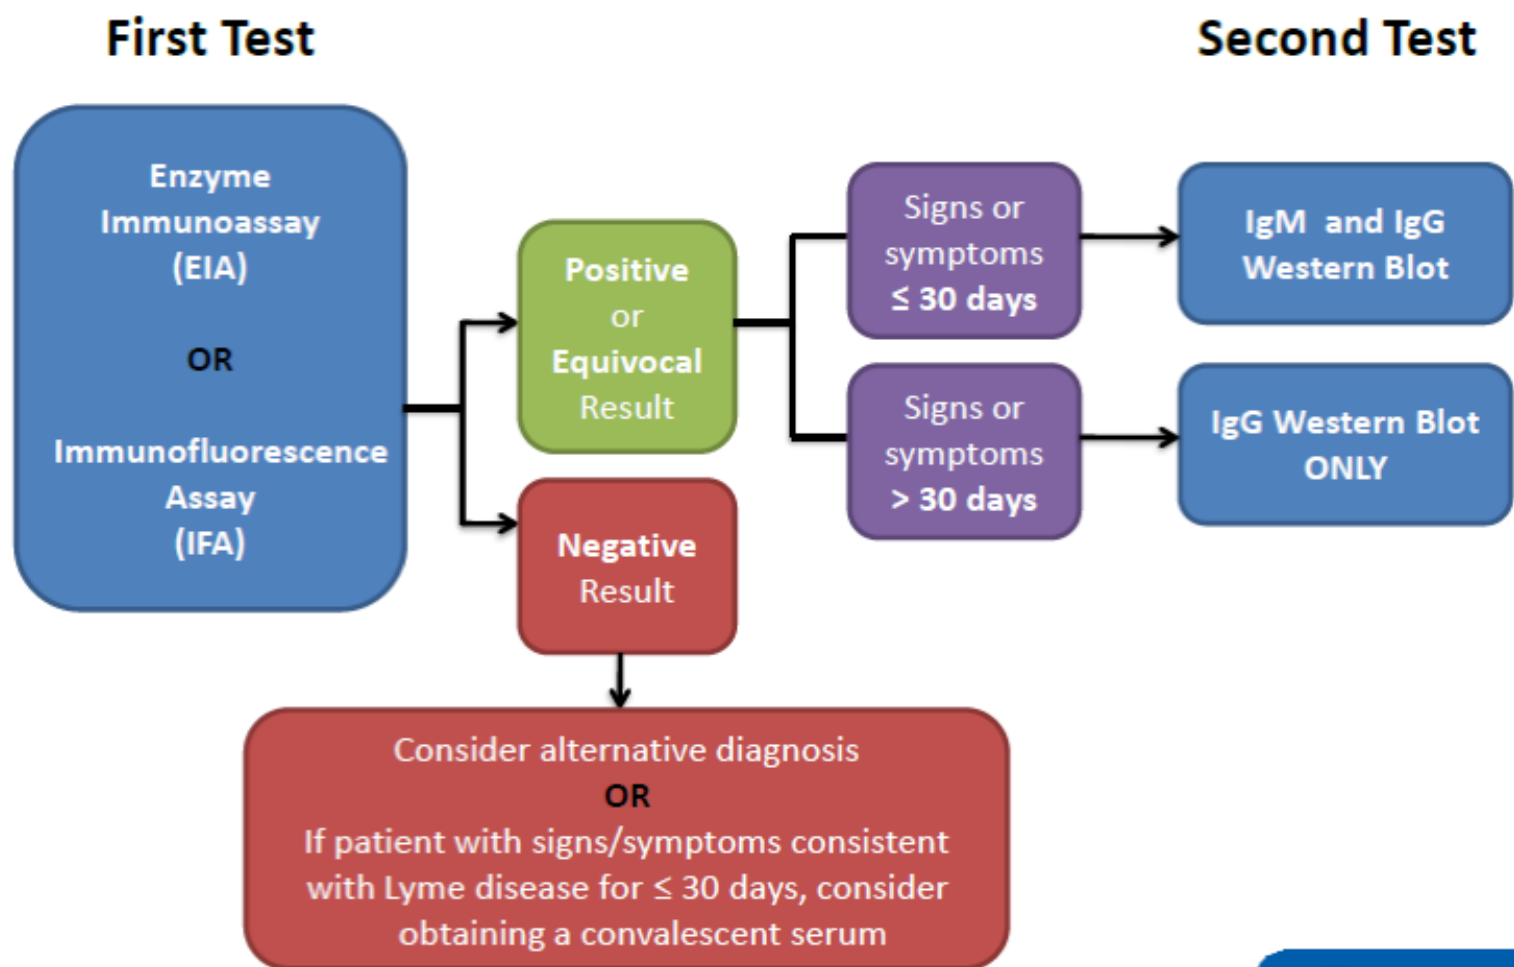 First Test
Second Test
Enzyme
Immunoassay
(EIA)
OR
Immunofluorescence
Assay
(IFA)
Positive
or
Equivocal
Result
Negative
Result
Signs or
symptoms
≤ 30 days
Signs or
symptoms
> 30 days
IgM and IgG
Western Blot
IgG Western Blot
ONLY
Consider alternative diagnosis
OR
If patient with signs/symptoms consistent
with Lyme disease for ≤ 30 days, consider
obtaining a convalescent serum